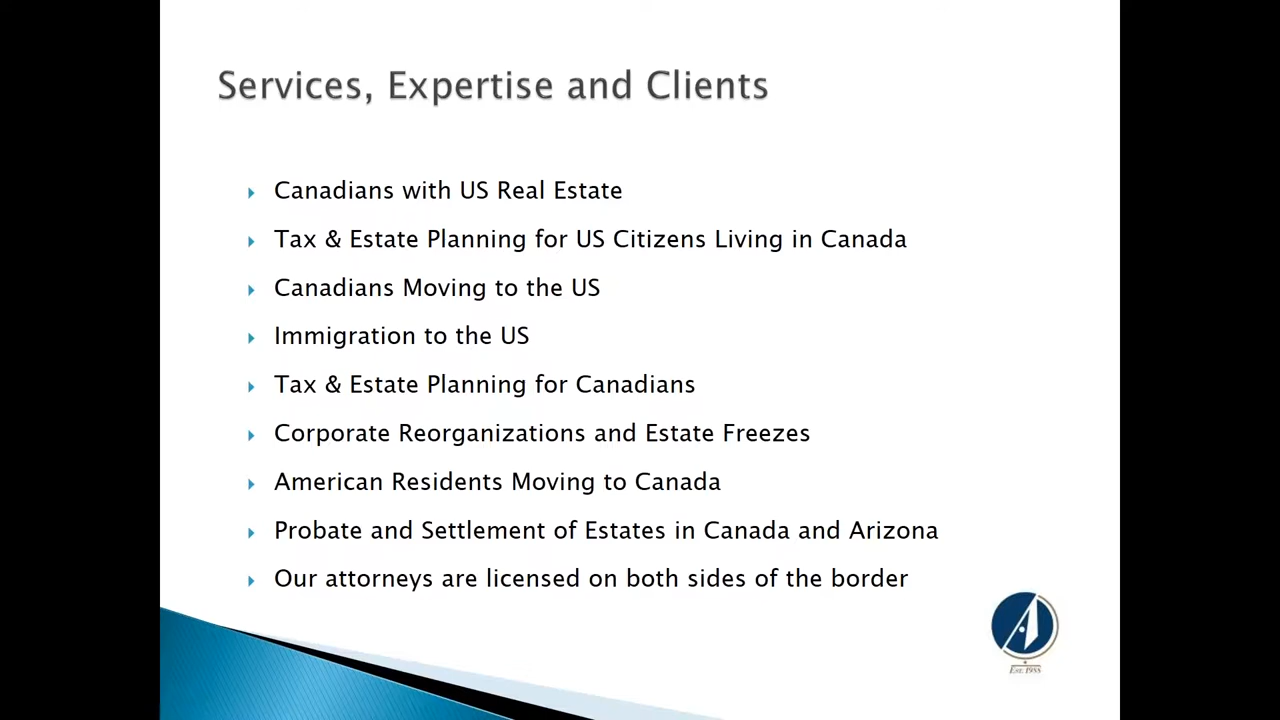 Services, Expertise and Clients
Canadians with US Real Estate
Tax & Estate Planning for US Citizens Living in Canada
Canadians Moving to the US
Immigration to the US
Tax & Estate Planning for Canadians
Corporate Reorganizations and Estate Freezes
American Residents Moving to Canada
Probate and Settlement of Estates in Canada and Arizona
Our attorneys are licensed on both sides of the border